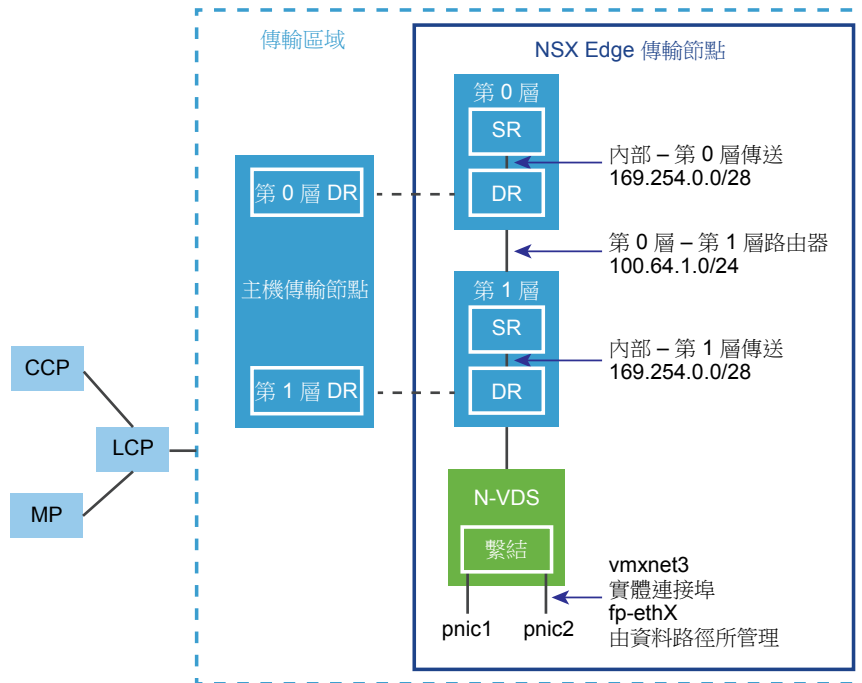 傳輸區域
NSX Edge 傳輸節點
第 0 層
SR
DR
內部 – 第 0 層傳送
169.254.0.0/28
第 0 層 – 第 1 層路由器
100.64.1.0/24
第 1 層
SR
DR
內部 – 第 1 層傳送
169.254.0.0/28
第 0 層 DR
主機傳輸節點
第 1 層 DR
CCP
LCP
MP
N-VDS
繫結
pnic1
pnic2
vmxnet3
實體連接埠
fp-ethX
由資料路徑所管理